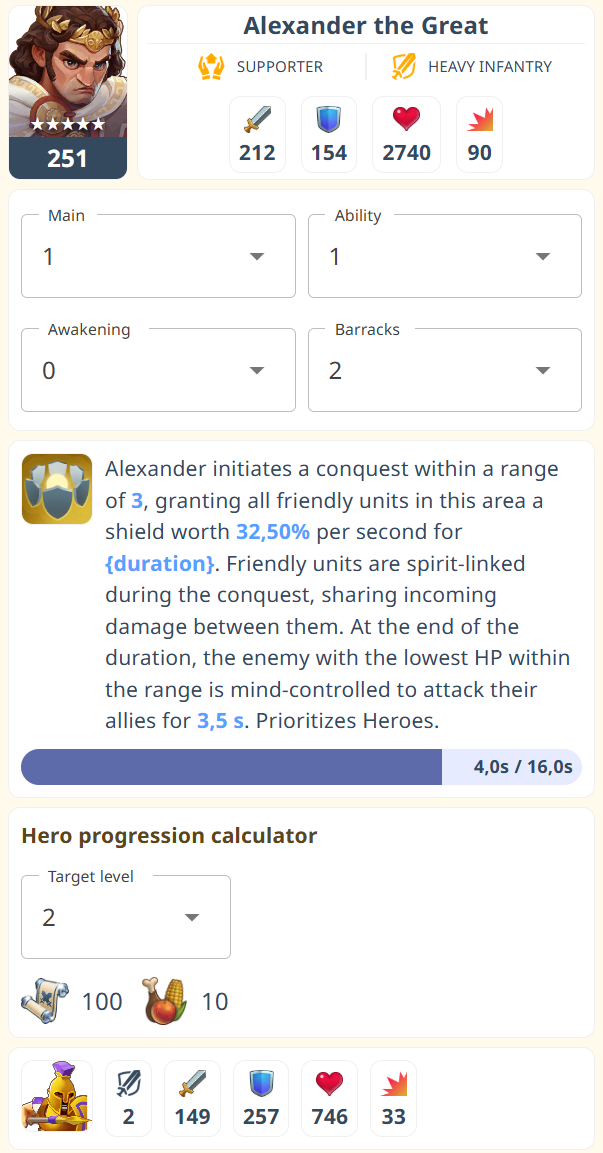 Alexander the Great
SUPPORTER
HEAVY INFANTRY
251
212
154
2740
90
Main
1
Ability
1
Awakening
0
Barracks
2
Alexander initiates a conquest within a range
of 3, granting all friendly units in this area a
shield worth 32,50% per second for
{duration}. Friendly units are spirit-linked
during the conquest, sharing incoming
damage between them. At the end of the
duration, the enemy with the lowest HP within
the range is mind-controlled to attack their
allies for 3,5 s. Prioritizes Heroes.
4,0s / 16,0s
Hero progression calculator
Target level
2
100
10
2
149
257
746
33